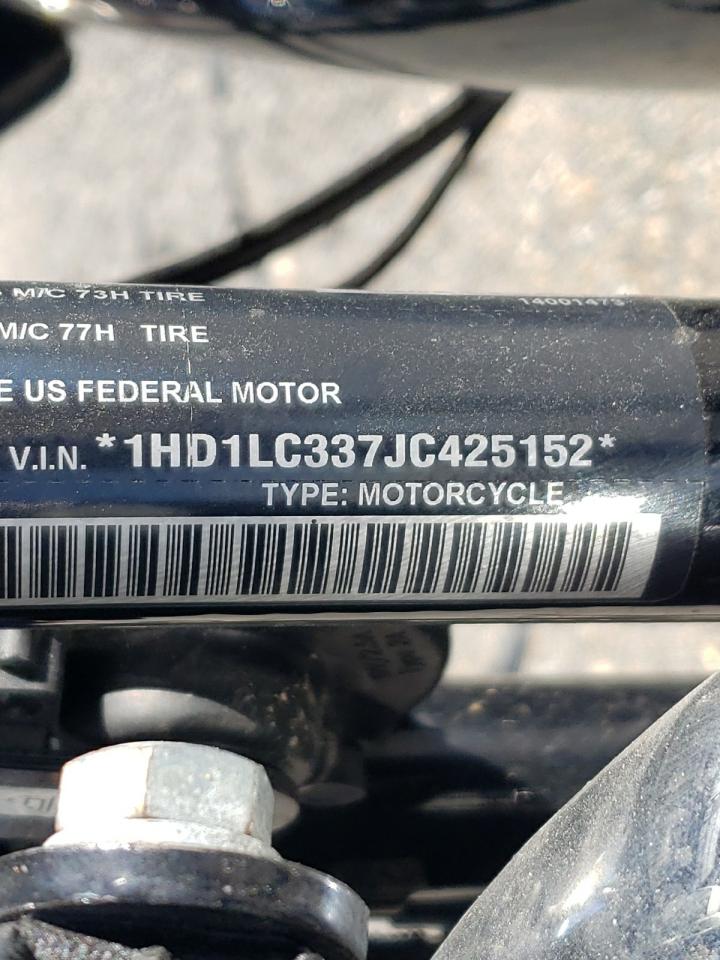 M/C 73H TIRE
14001473
M/C 77H TIRE
E US FEDERAL MOTOR
V.I.N. *1HD1LC337JC425152*
TYPE: MOTORCYCLE